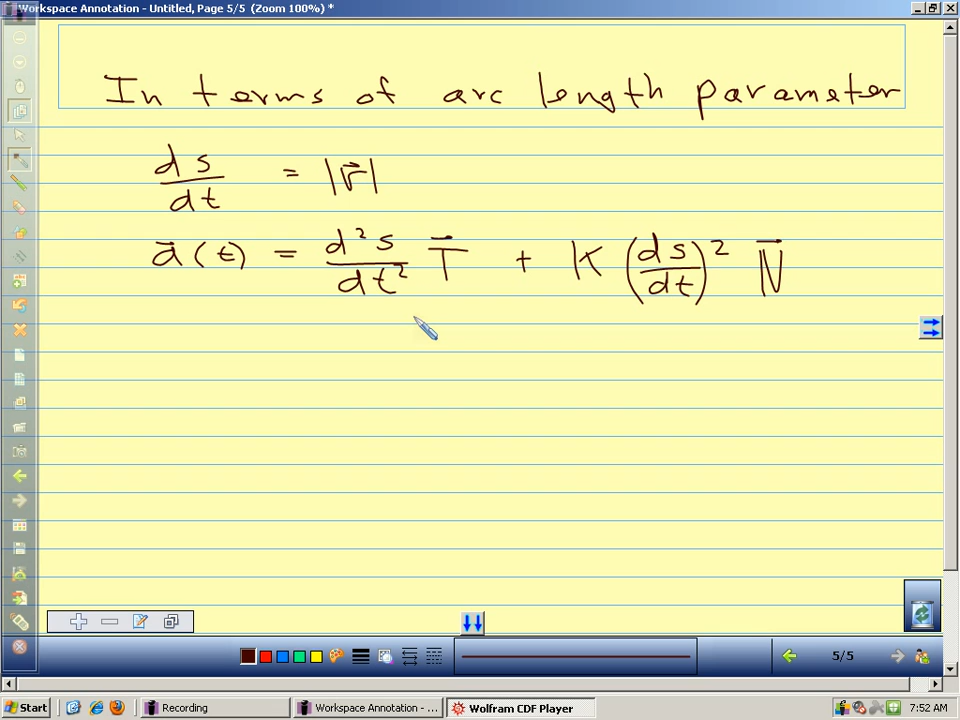 Workspace Annotation - Untitled, Page 5/5 (Zoom 100%) *
In terms of arc length parameter
ds/dt = |v⃗|
a⃗(t) = d²s/dt² T⃗ + K (ds/dt)² N⃗
5/5
Start
Recording
Workspace Annotation - ...
Wolfram CDF Player
7:52 AM